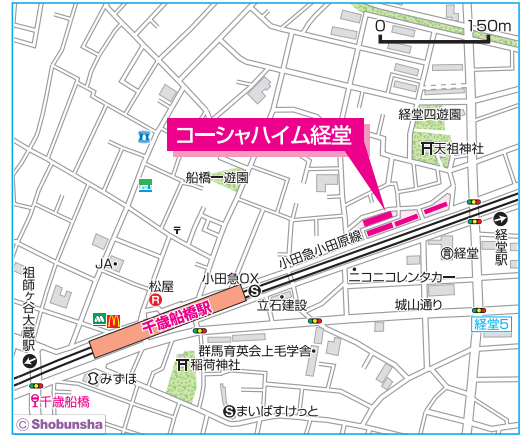 0 150m
経堂四遊園
天祖神社
コーシャハイム経堂
船橋一遊園
小田急小田原線
経堂駅
経堂
JA
ニコニコレンタカー
小田急OX
松屋
R
S
城山通り
立石建設
経堂5
祖師ヶ谷大蔵駅
千歳船橋駅
群馬育英会上毛学舎
稲荷神社
みずほ
千歳船橋
S まいばすけっと
© Shobunsha